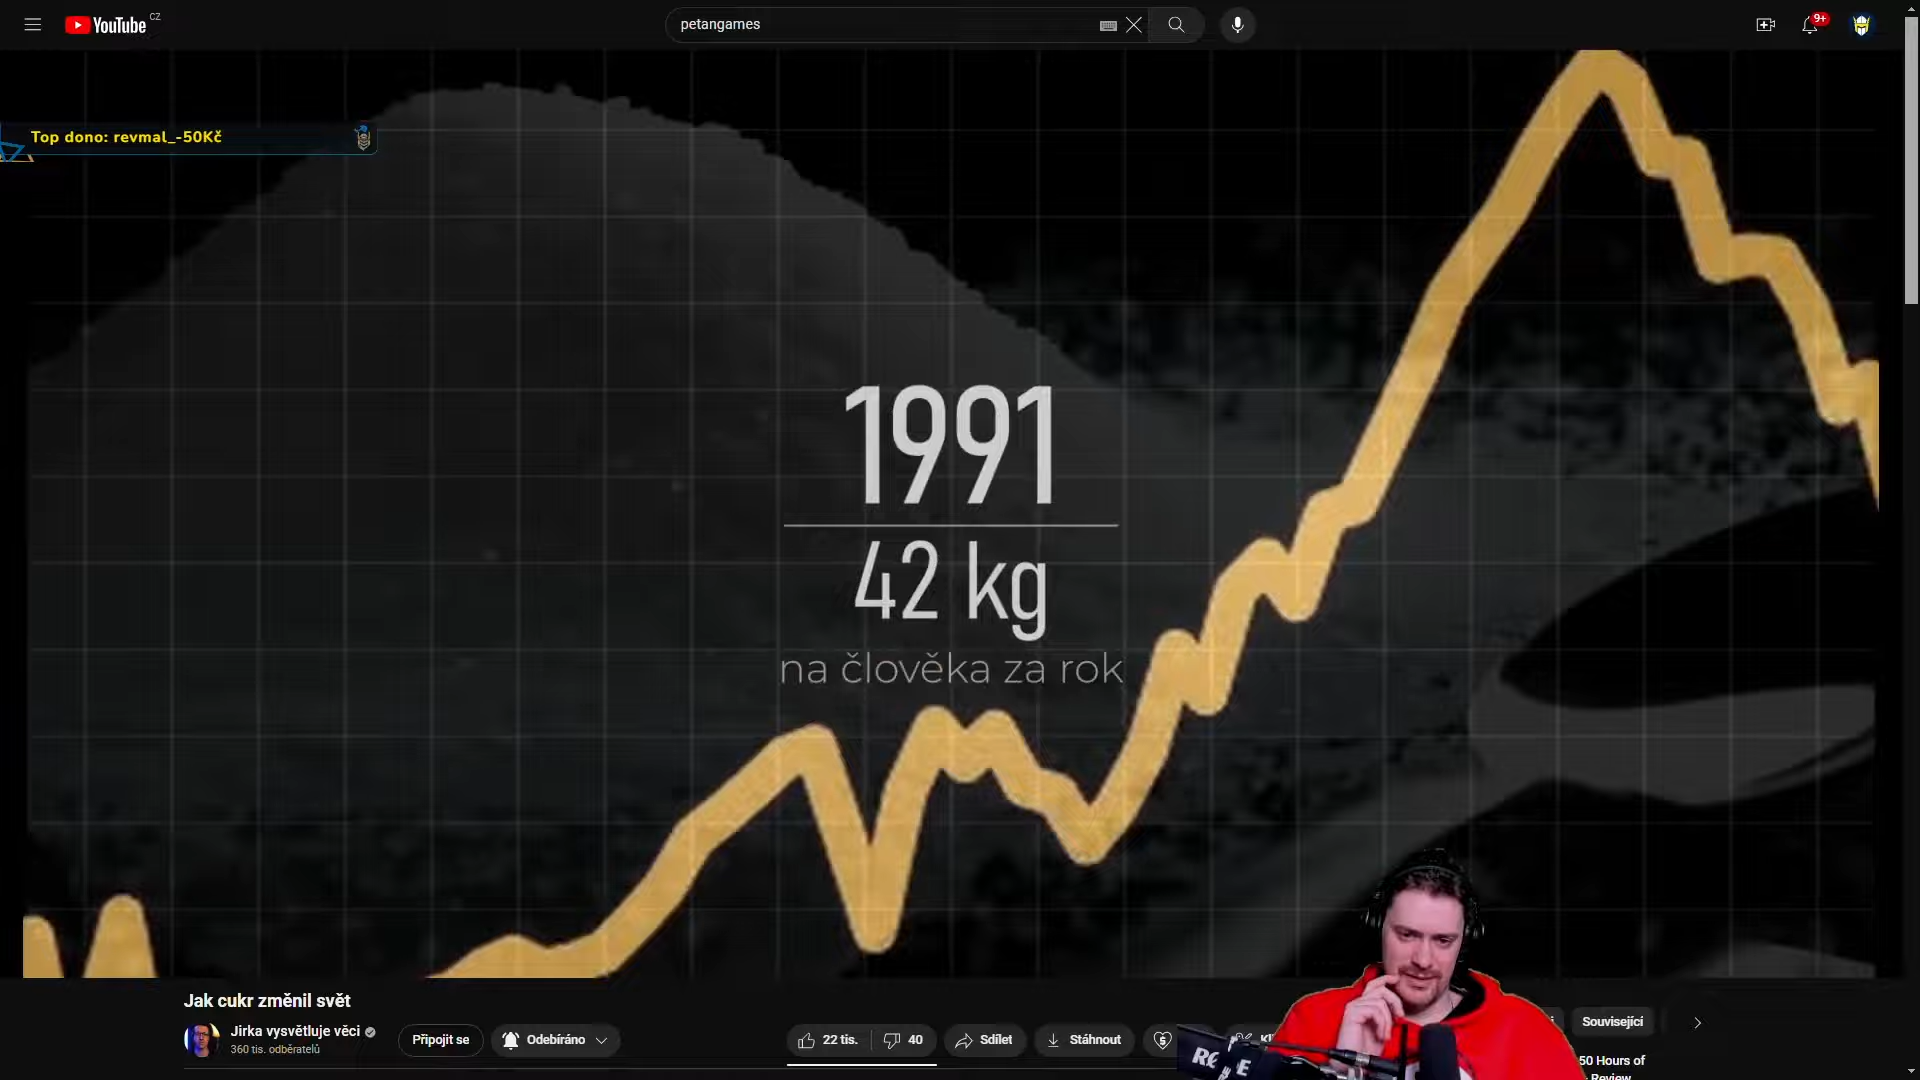 YouTube CZ
petangames
9+
Top dono: revmal_-50Kč
1991
42 kg
na člověka za rok
Jak cukr změnil svět
Jirka vysvětluje věci
360 tis. odběratelů
Připojit se
Odebíráno
22 tis.
40
Sdílet
Stáhnout
Související
50 Hours of
Review